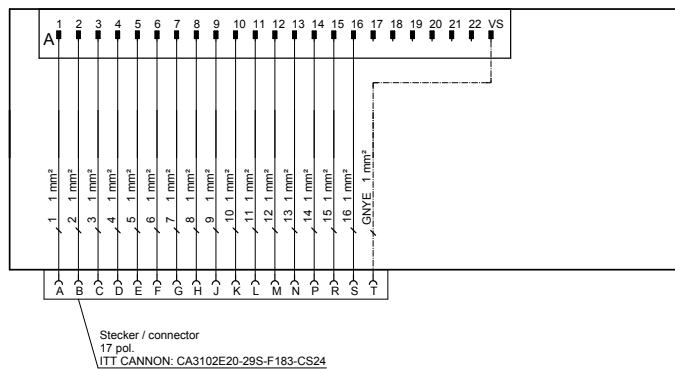 1 2 3 4 5 6 7 8 9 10 11 12 13 14 15 16 17 18 19 20 21 22 VS
A
1 1 mm²
2 1 mm²
3 1 mm²
4 1 mm²
5 1 mm²
6 1 mm²
7 1 mm²
8 1 mm²
9 1 mm²
10 1 mm²
11 1 mm²
12 1 mm²
13 1 mm²
14 1 mm²
15 1 mm²
16 1 mm²
GNYE 1 mm²
A B C D E F G H J K L M N P R S T
Stecker / connector
17 pol.
ITT CANNON: CA3102E20-29S-F183-CS24